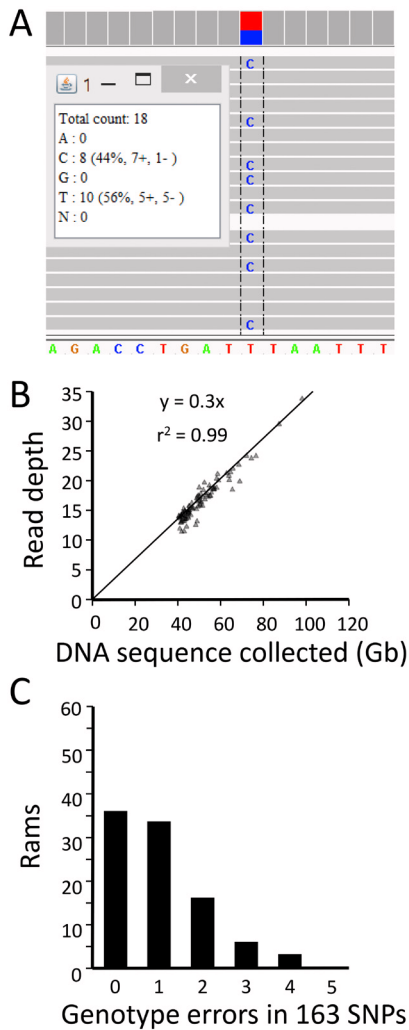 A
C
1
Total count: 18
A : 0
C : 8 (44%, 7+, 1- )
G : 0
T : 10 (56%, 5+, 5- )
N : 0
C
C
C
C
C
C
C
A G A C C T G A T T T A A T T T
B
y = 0.3x
r² = 0.99
Read depth
35
30
25
20
15
10
5
0
0 20 40 60 80 100 120
DNA sequence collected (Gb)
C
Rams
60
50
40
30
20
10
0
0 1 2 3 4 5
Genotype errors in 163 SNPs